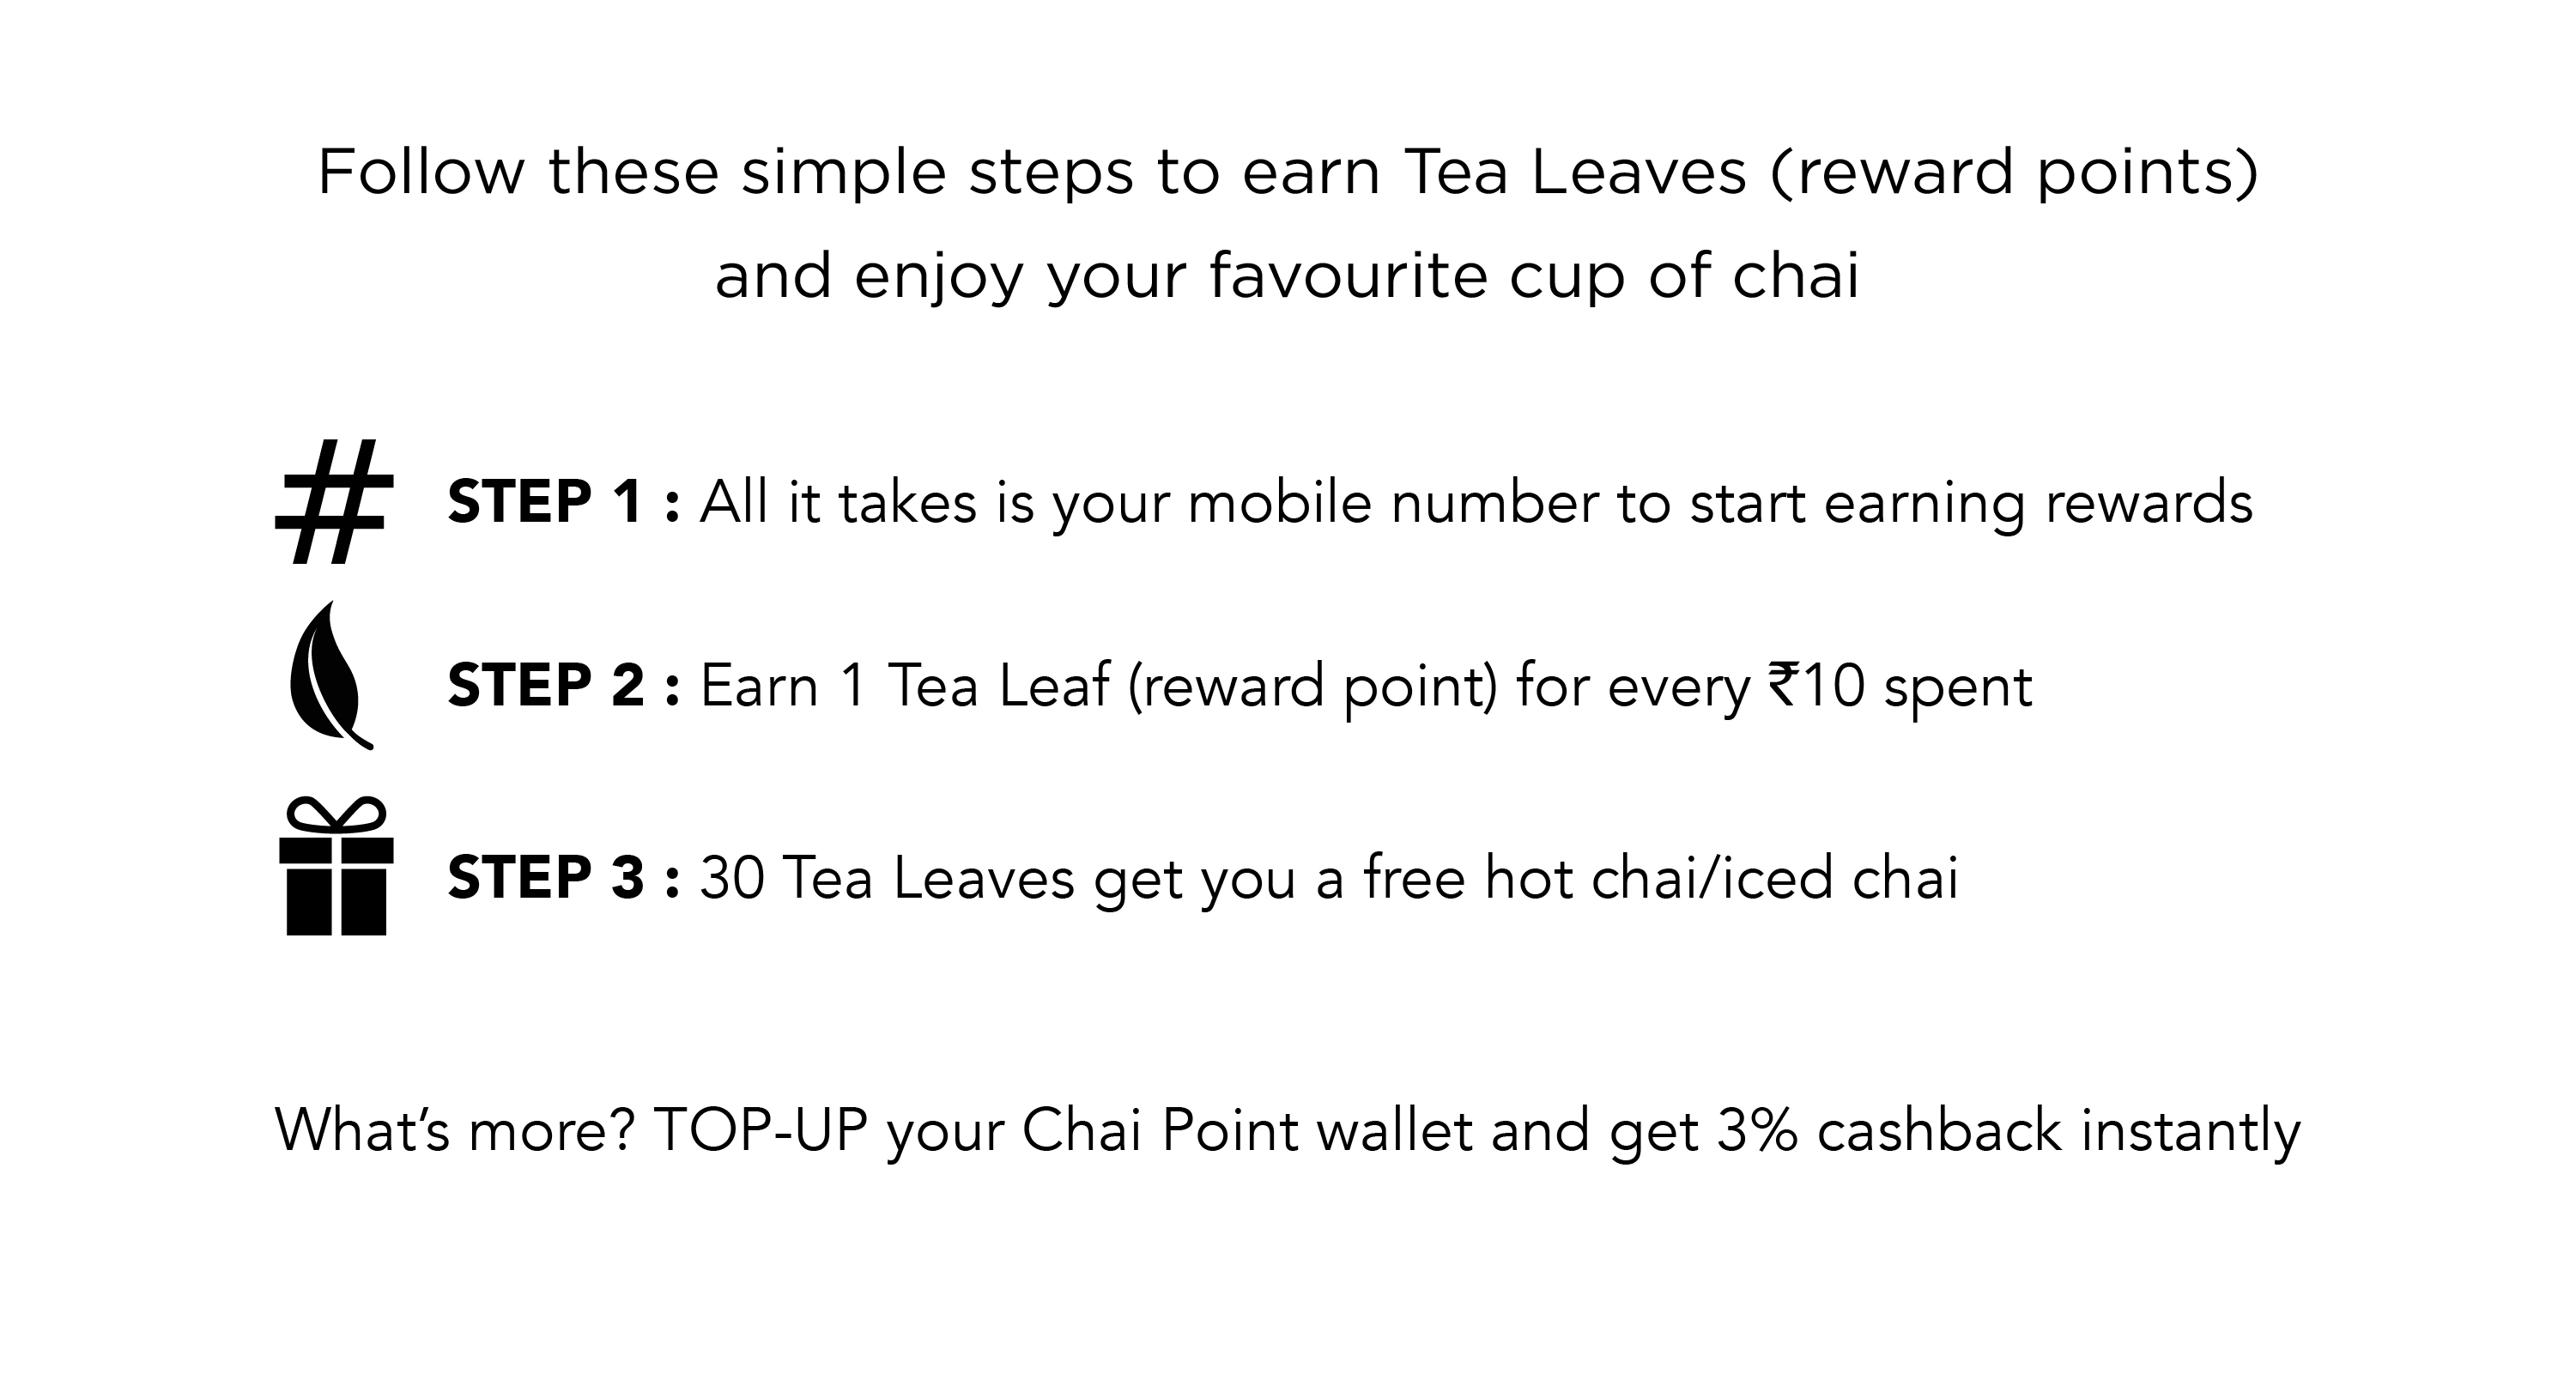 Follow these simple steps to earn Tea Leaves (reward points)
and enjoy your favourite cup of chai
# STEP 1 : All it takes is your mobile number to start earning rewards
STEP 2 : Earn 1 Tea Leaf (reward point) for every ₹10 spent
STEP 3 : 30 Tea Leaves get you a free hot chai/iced chai
What’s more? TOP-UP your Chai Point wallet and get 3% cashback instantly